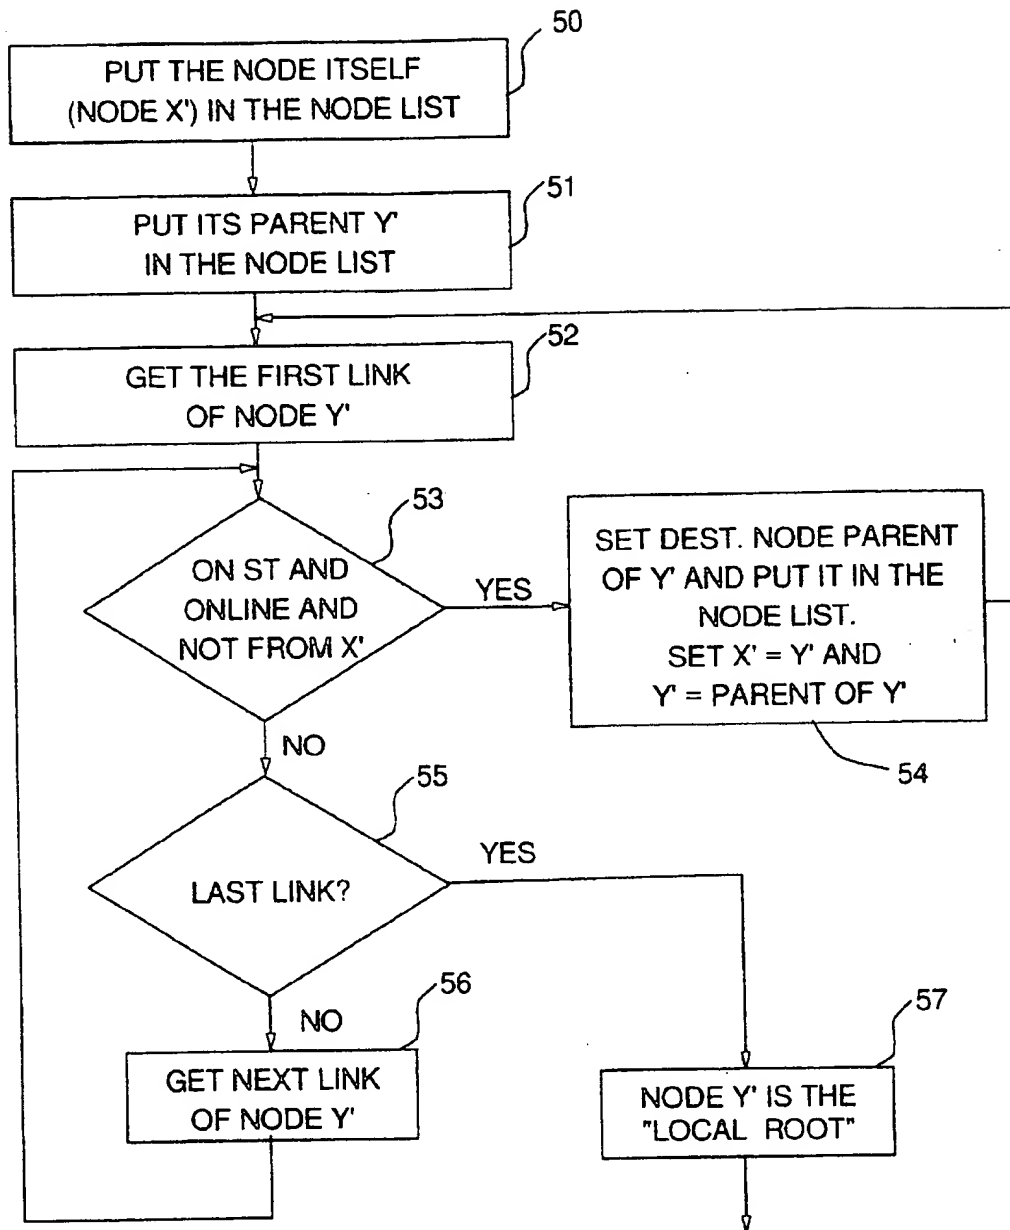 50
PUT THE NODE ITSELF
(NODE X') IN THE NODE LIST
51
PUT ITS PARENT Y'
IN THE NODE LIST
52
GET THE FIRST LINK
OF NODE Y'
53
ON ST AND
ONLINE AND
NOT FROM X'
YES
SET DEST. NODE PARENT
OF Y' AND PUT IT IN THE
NODE LIST.
SET X' = Y' AND
Y' = PARENT OF Y'
54
NO
55
LAST LINK?
YES
NO
56
GET NEXT LINK
OF NODE Y'
57
NODE Y' IS THE
"LOCAL ROOT"